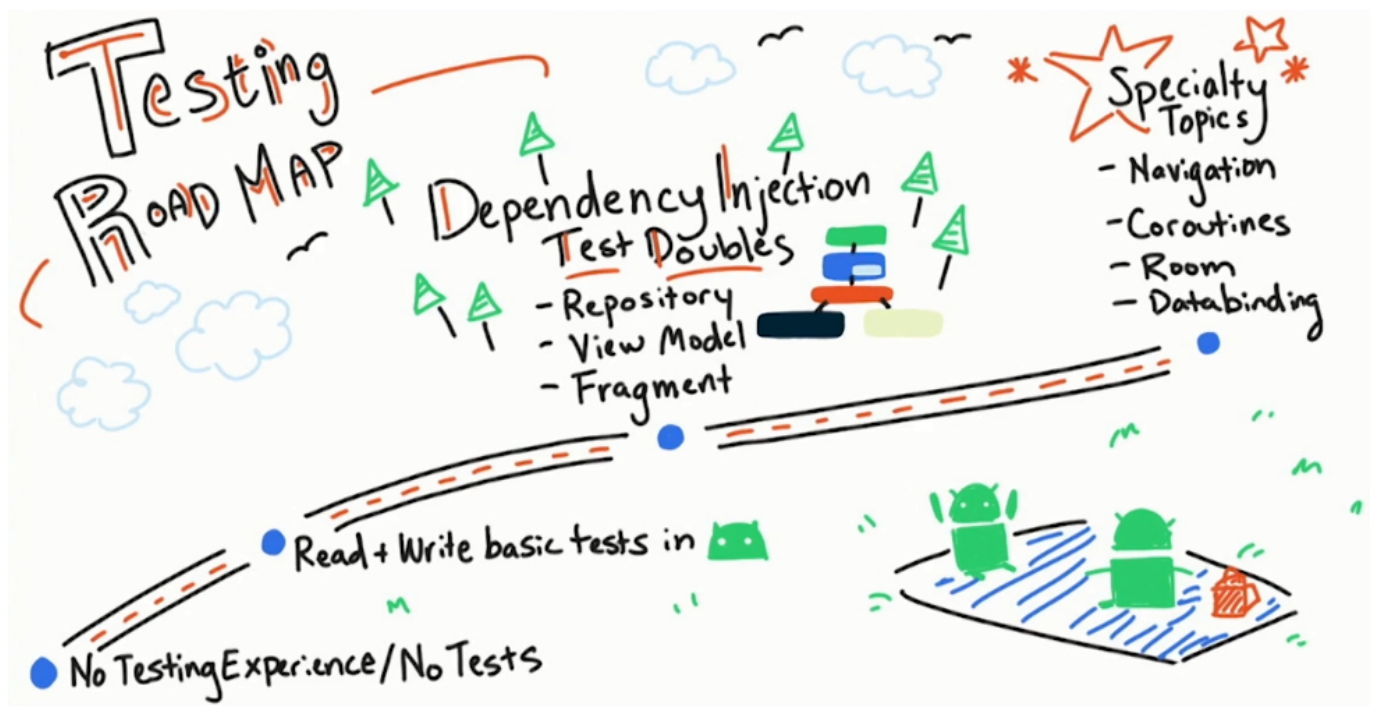 Testing
ROAD MAP
Dependency Injection
Test Doubles
- Repository
- View Model
- Fragment
Specialty
Topics
- Navigation
- Coroutines
- Room
- Databinding
Read + Write basic tests in
No Testing Experience/No Tests